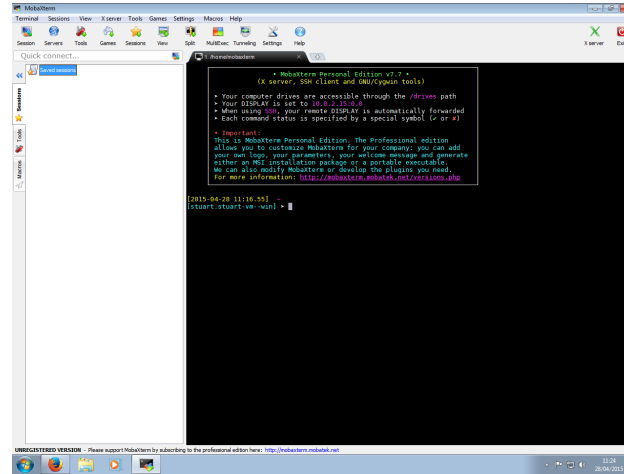 MobaXterm
Terminal Sessions View X server Tools Games Settings Macros Help
Session Servers Tools Games Sessions View Split MultiExec Tunneling Settings Help X server Exi
Quick connect...
1. /home/mobaxterm
Saved sessions
Sessions
Tools
Macros
• MobaXterm Personal Edition v7.7 •
(X server, SSH client and GNU/Cygwin tools)
➤ Your computer drives are accessible through the /drives path
➤ Your DISPLAY is set to 10.0.2.15:0.0
➤ When using SSH, your remote DISPLAY is automatically forwarded
➤ Each command status is specified by a special symbol (✓ or ✗)
• Important:
This is MobaXterm Personal Edition. The Professional edition
allows you to customize MobaXterm for your company: you can add
your own logo, your parameters, your welcome message and generate
either an MSI installation package or a portable executable.
We can also modify MobaXterm or develop the plugins you need.
For more information: http://mobaxterm.mobatek.net/versions.php
[2015-04-28 11:16.55] ~
[stuart.stuart-vm--win] ➤
UNREGISTERED VERSION - Please support MobaXterm by subscribing to the professional edition here: http://mobaxterm.mobatek.net
11:24
28/04/2015